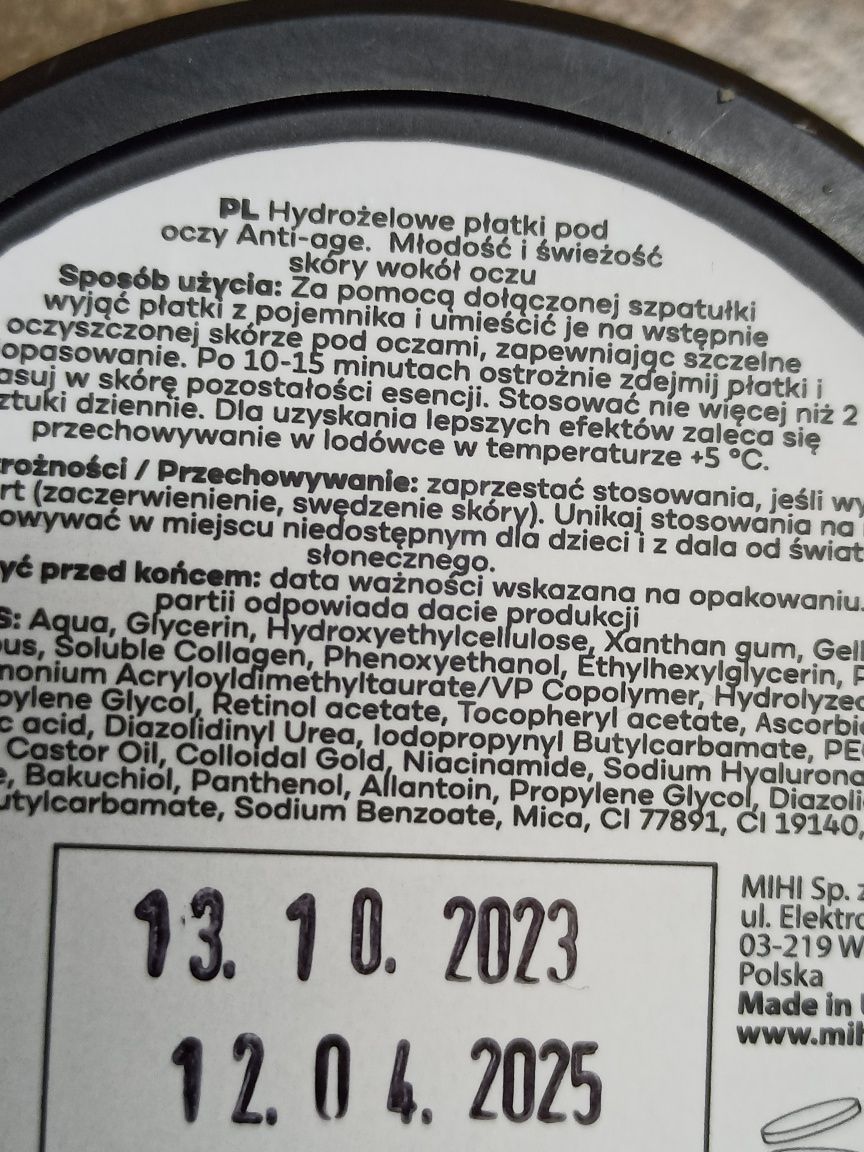 PL Hydrożelowe płatki pod
oczy Anti-age. Młodość i świeżość
skóry wokół oczu
Sposób użycia: Za pomocą dołączonej szpatułki
wyjąć płatki z pojemnika i umieścić je na wstępnie
oczyszczonej skórze pod oczami, zapewniając szczelne
opasowanie. Po 10-15 minutach ostrożnie zdejmij płatki i
asuj w skórę pozostałości esencji. Stosować nie więcej niż 2
ztuki dziennie. Dla uzyskania lepszych efektów zaleca się
przechowywanie w lodówce w temperaturze +5 °C.
rożności / Przechowywanie: zaprzestać stosowania, jeśli wy
rt (zaczerwienienie, swędzenie skóry). Unikaj stosowania na
owywać w miejscu niedostępnym dla dzieci i z dala od świat
słonecznego.
yć przed końcem: data ważności wskazana na opakowaniu.
partii odpowiada dacie produkcji
S: Aqua, Glycerin, Hydroxyethylcellulose, Xanthan gum, Gell
ous, Soluble Collagen, Phenoxyethanol, Ethylhexylglycerin, P
monium Acryloyldimethyltaurate/VP Copolymer, Hydrolyzed
opylene Glycol, Retinol acetate, Tocopheryl acetate, Ascorbic
c acid, Diazolidinyl Urea, Iodopropynyl Butylcarbamate, PE
Castor Oil, Colloidal Gold, Niacinamide, Sodium Hyalurona
e, Bakuchiol, Panthenol, Allantoin, Propylene Glycol, Diazoli
utylcarbamate, Sodium Benzoate, Mica, CI 77891, CI 19140,
13. 10. 2023
12. 04. 2025
MIHI Sp. z
ul. Elektro
03-219 W
Polska
Made in
www.mih